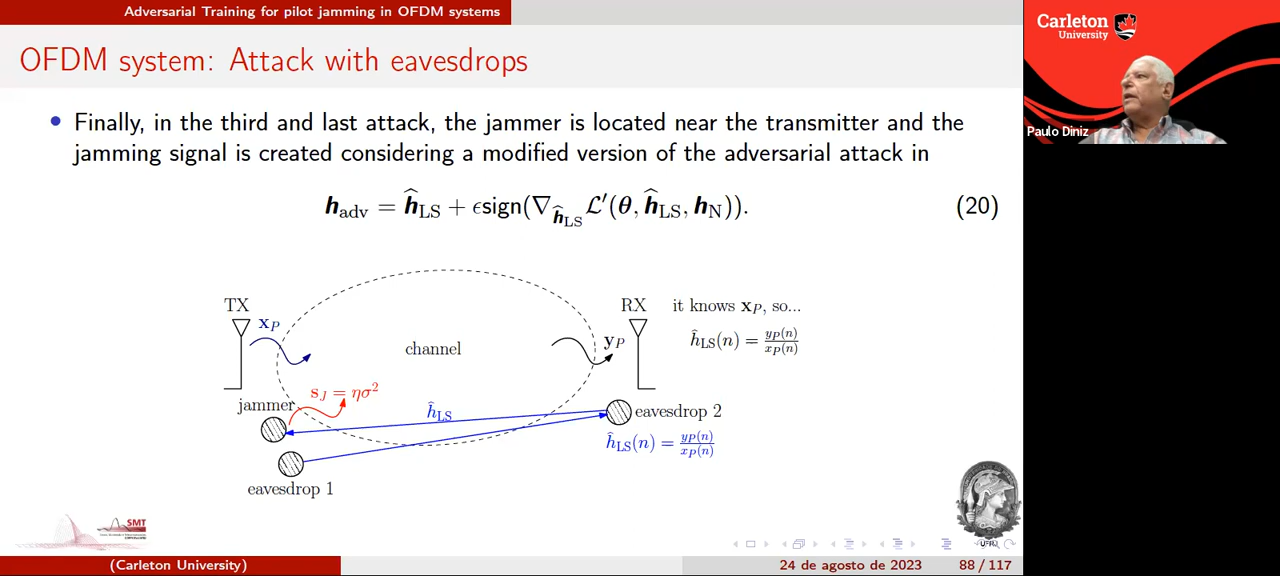 Adversarial Training for pilot jamming in OFDM systems
OFDM system: Attack with eavesdrops
Finally, in the third and last attack, the jammer is located near the transmitter and the
jamming signal is created considering a modified version of the adversarial attack in
𝒉_adv = 𝒉̂_LS + ϵsign(∇_𝒉̂_LS ℒ′(𝜽, 𝒉̂_LS, 𝒉_N)). (20)
TX
x_P
channel
RX
y_P
it knows x_P, so...
ĥ_LS(n) = y_P(n)/x_P(n)
jammer
s_J = ησ²
ĥ_LS
eavesdrop 2
ĥ_LS(n) = y_P(n)/x_P(n)
eavesdrop 1
SMT
UFRJ
(Carleton University)
24 de agosto de 2023
88 / 117
Carleton
University
Paulo Diniz